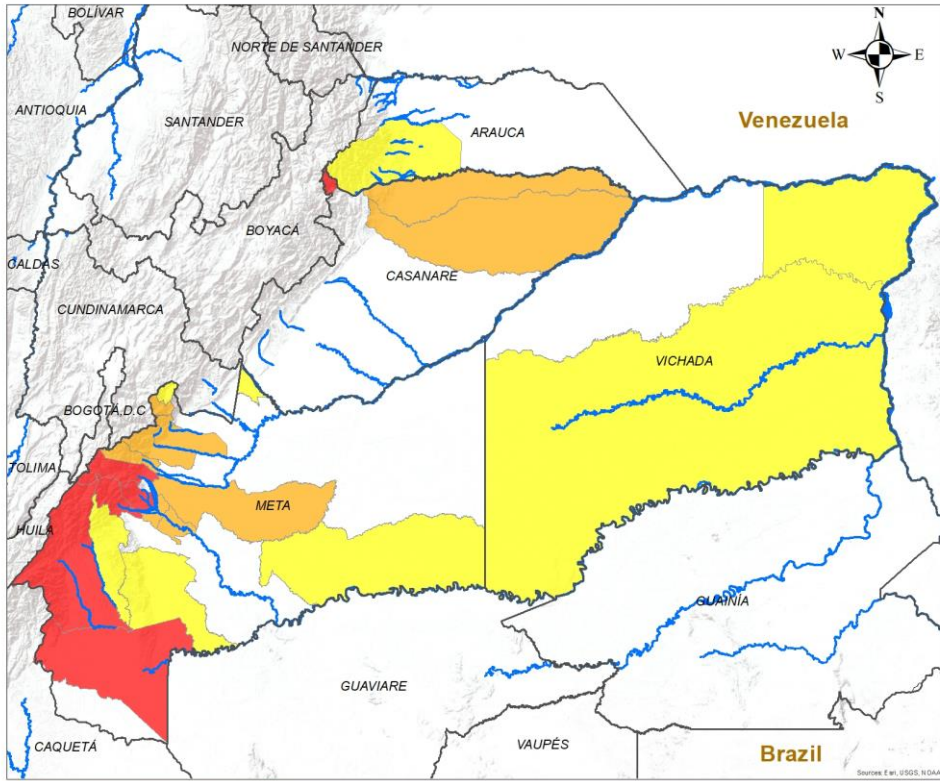 BOLÍVAR
N
NORTE DE SANTANDER
W E
S
ANTIOQUIA
SANTANDER
ARAUCA
Venezuela
BOYACÁ
CASANARE
CALDAS
CUNDINAMARCA
VICHADA
BOGOTÁ,D.C
TOLIMA
META
HUILA
GUAINÍA
GUAVIARE
CAQUETÁ
VAUPÉS
Brazil
Sources: Esri, USGS, NOAA